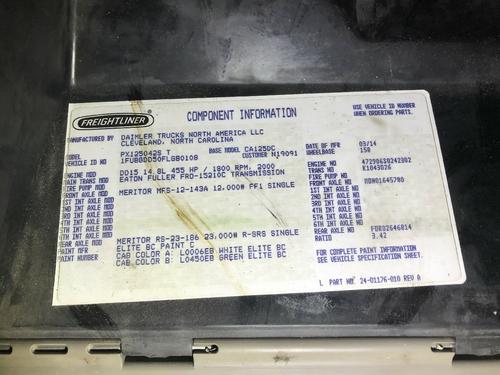 FREIGHTLINER
COMPONENT INFORMATION
USE VEHICLE ID NUMBER
WHEN ORDERING PARTS.
MANUFACTURED BY DAIMLER TRUCKS NORTH AMERICA LLC
CLEVELAND, NORTH CAROLINA
DATE OF MFR 03/14
MODEL PX125042S T BASE MODEL CA125DC
WHEELBASE 150
VEHICLE ID NO CUSTOMER N19091
ENGINE MOD DD15 14.8L 455 HP / 1800 RPM, 2000
ENGINE NO
MAIN TRANS MOD EATON FULLER FRO-15210C TRANSMISSION
TRANS NO
FIRE PUMP MOD
FIRE PUMP NO
FRONT AXLE MOD MERITOR MFS-12-143A 12,000# FF1 SINGLE
FRONT AXLE NO
1ST INT AXLE MOD
1ST INT AXLE NO
2ND INT AXLE MOD
2ND INT AXLE NO
3RD INT AXLE MOD
3RD INT AXLE NO
4TH INT AXLE MOD
4TH INT AXLE NO
5TH INT AXLE MOD
5TH INT AXLE NO
6TH INT AXLE MOD
6TH INT AXLE NO
REAR AXLE MOD MERITOR RS-23-186 23,000# R-SRS SINGLE
REAR AXLE NO
PAINT MFR ELITE BC PAINT C
RATIO 3.42
PAINT NUMBER CAB COLOR A: L0006EB WHITE ELITE BC
CAB COLOR B: L0450EB GREEN ELITE BC
FOR COMPLETE PAINT INFORMATION
SEE VEHICLE SPECIFICATION SHEET.
L PART NO. 24-01176-010 REV A